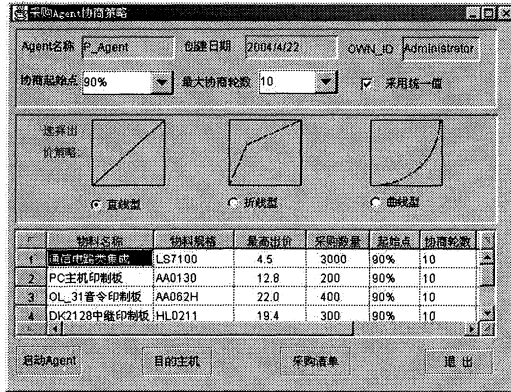 采购Agent协商策略
Agent名称 P_Agent 创建日期 2004/4/22 OWN_ID Administrator
协商起始点 90% 最大协商轮数 10 采用统一值
选择出
价策略
直线型 折线型 曲线型
物料名称 物料规格 最高出价 采购数量 起始点 协商轮数
1 通信电路类集成 LS7100 4.5 3000 90% 10
2 PC主机印制板 AA0130 12.8 200 90% 10
3 OL_31音令印制板 AA062H 22.0 400 90% 10
4 DK2128中继印制板 HL0211 19.4 300 90% 10
启动Agent 目的主机 采购清单 退 出